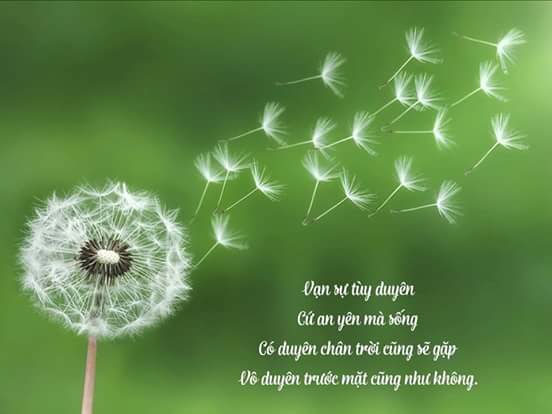 Vạn sự tùy duyên
Cứ an yên mà sống
Có duyên chân trời cũng sẽ gặp
Vô duyên trước mặt cũng như không.